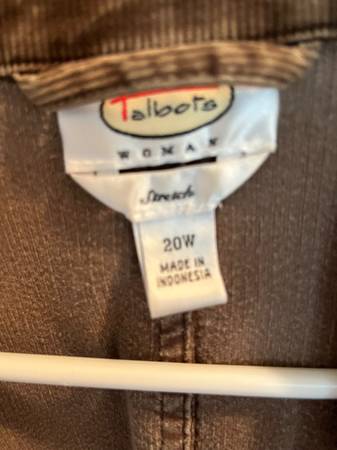 Talbots
WOMAN
Stretch
20W
MADE IN
INDONESIA